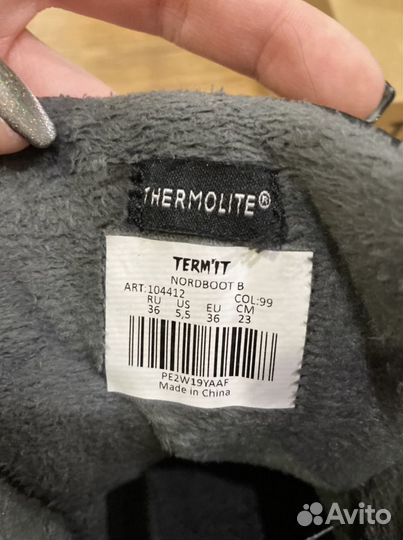 THERMOLITE®
TERM'IT
NORDBOOT B
ART:104412 COL:99
RU US EU CM
36 5,5 36 23
PE2W19YAAF
Made in China
Avito